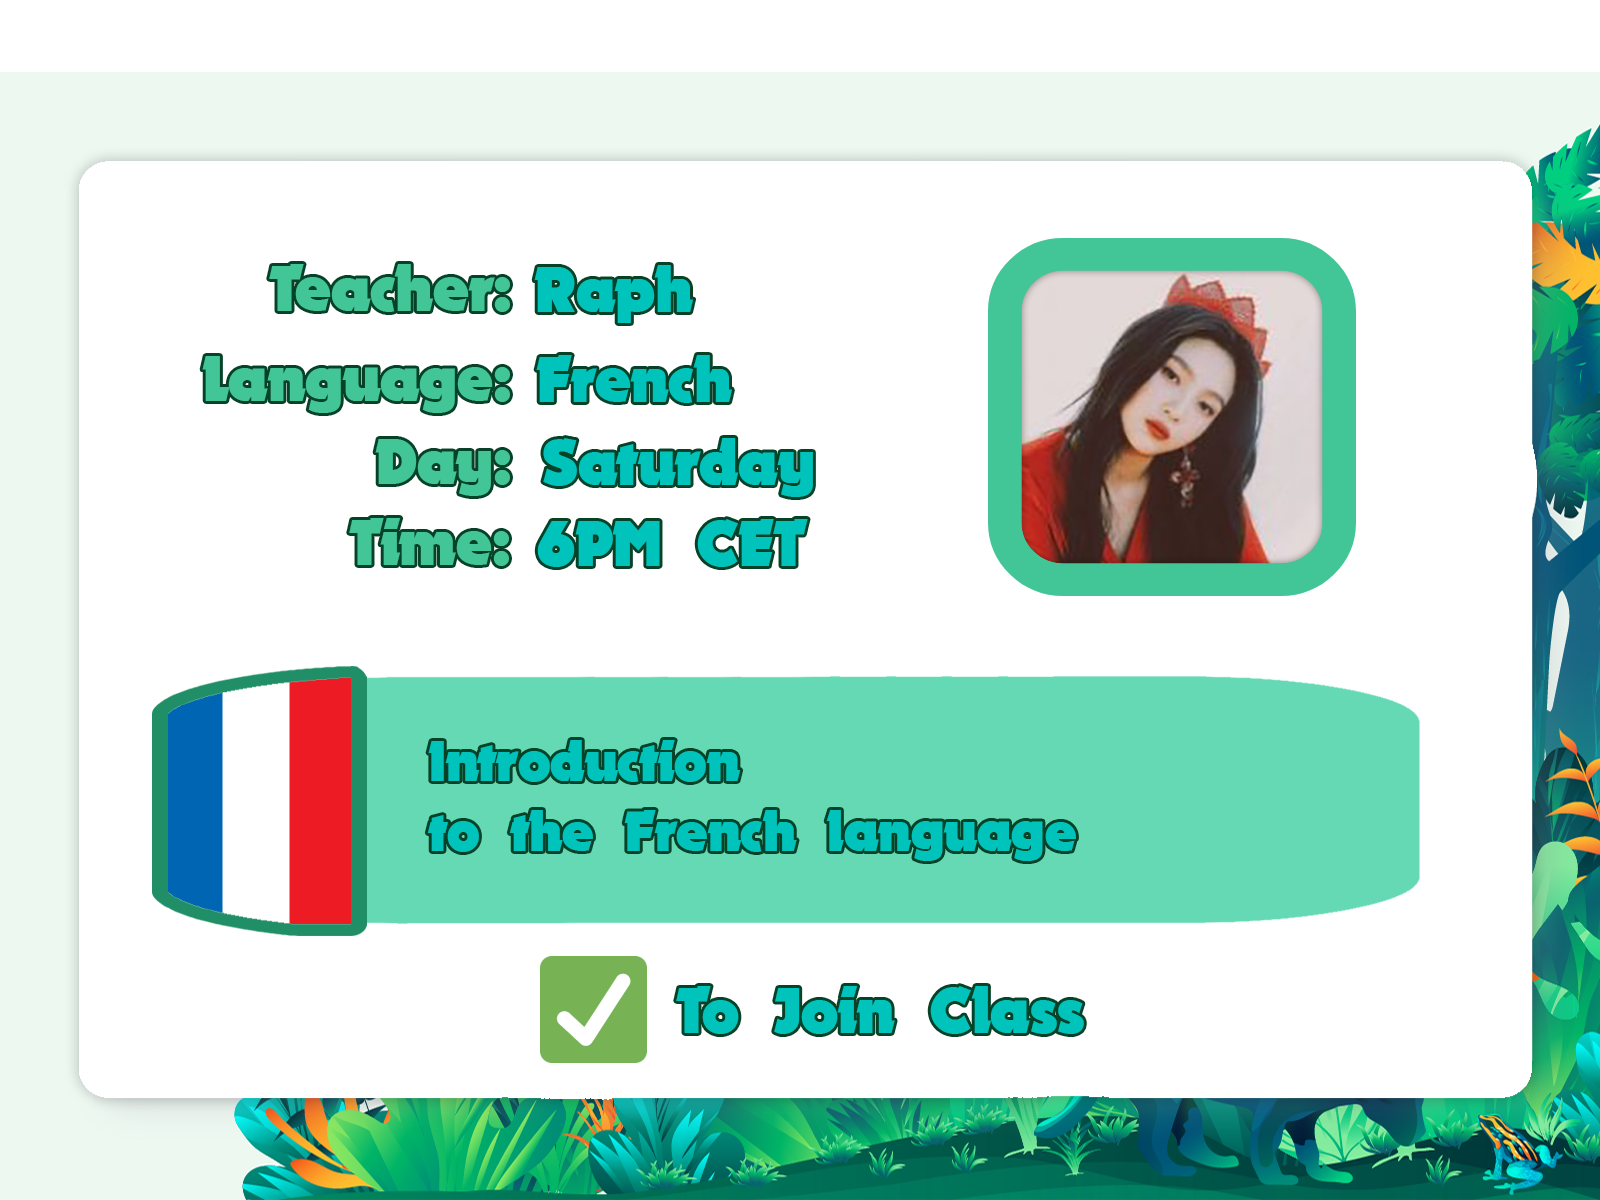 Teacher: Raph
Language: French
Day: Saturday
Time: 6PM CET
Introduction
to the French language
To Join Class